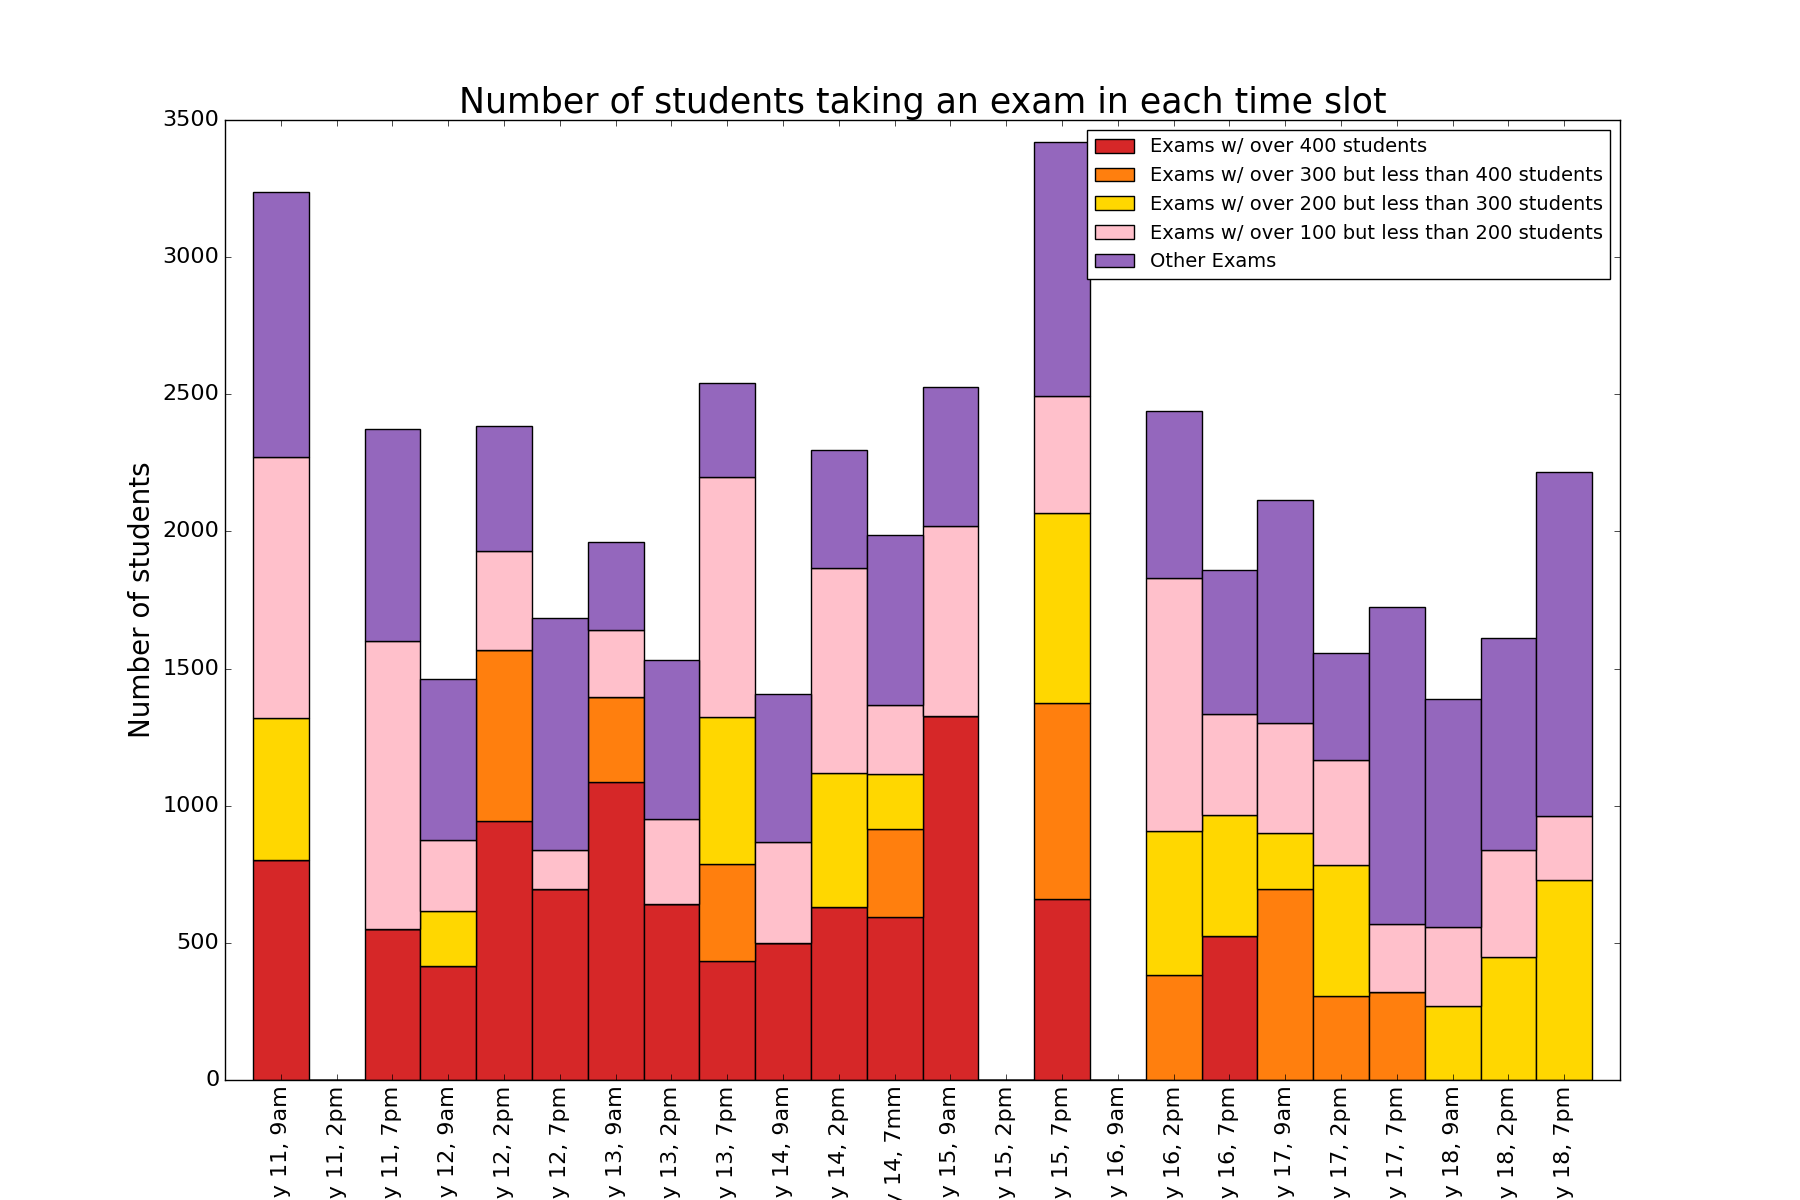 Number of students taking an exam in each time slot
Exams w/ over 400 students
Exams w/ over 300 but less than 400 students
Exams w/ over 200 but less than 300 students
Exams w/ over 100 but less than 200 students
Other Exams
Number of students
3500
3000
2500
2000
1500
1000
500
0
y 11, 9am
y 11, 2pm
y 11, 7pm
y 12, 9am
y 12, 2pm
y 12, 7pm
y 13, 9am
y 13, 2pm
y 13, 7pm
y 14, 9am
y 14, 2pm
y 14, 7mm
y 15, 9am
y 15, 2pm
y 15, 7pm
y 16, 9am
y 16, 2pm
y 16, 7pm
y 17, 9am
y 17, 2pm
y 17, 7pm
y 18, 9am
y 18, 2pm
y 18, 7pm